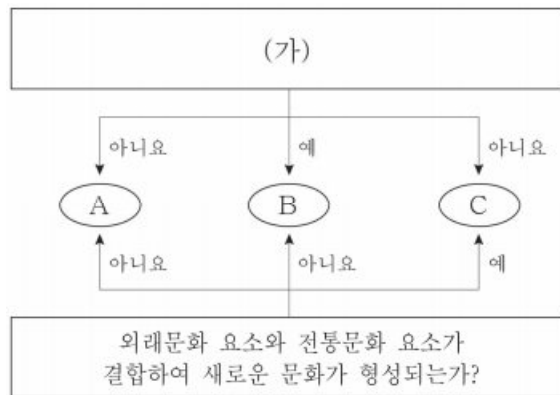 (가)
아니요 예 아니요
A B C
아니요 아니요 예
외래문화 요소와 전통문화 요소가
결합하여 새로운 문화가 형성되는가?